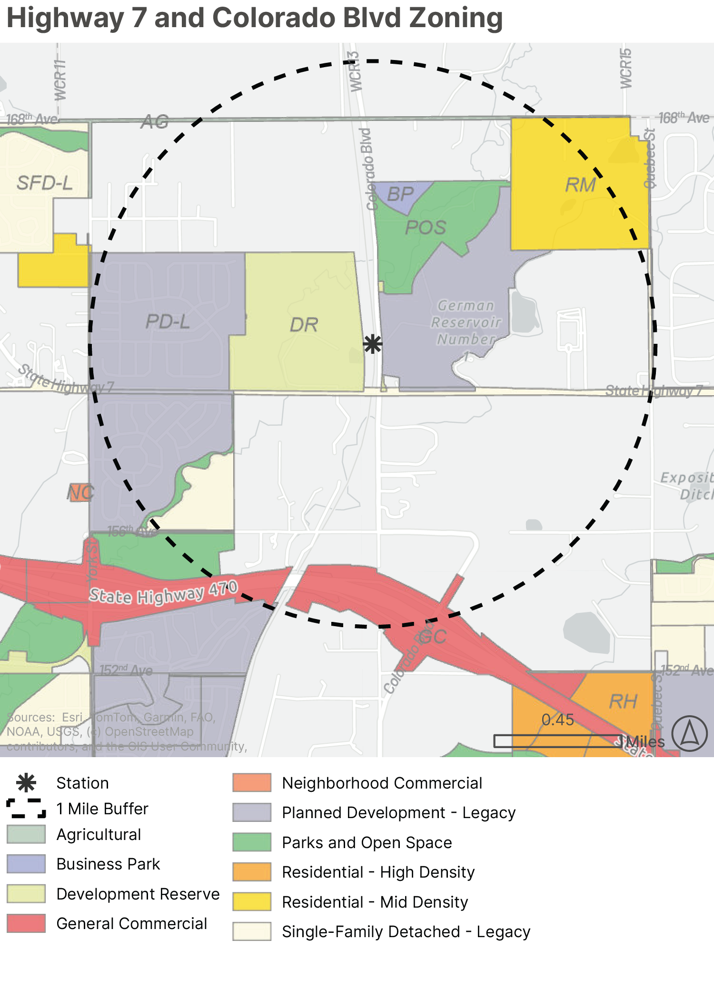 Highway 7 and Colorado Blvd Zoning
WCR 11
WCR13
WCR15
168th Ave
AG
168th Ave
Colorado Blvd
Quebec St
SFD-L
BP
RM
POS
PD-L
DR
German
Reservoir
Number
1
State Highway 7
State Highway 7
NC
Exposit
Ditch
156th Ave
York St
State Highway 470
GC
Colorado Blvd
152nd Ave
152nd Ave
Quebec S
RH
Sources: Esri, TomTom, Garmin, FAO,
NOAA, USGS, (c) OpenStreetMap
contributors, and the GIS User Community,
0.45
Miles
State
Station
1 Mile Buffer
Agricultural
Business Park
Development Reserve
General Commercial
Neighborhood Commercial
Planned Development - Legacy
Parks and Open Space
Residential - High Density
Residential - Mid Density
Single-Family Detached - Legacy